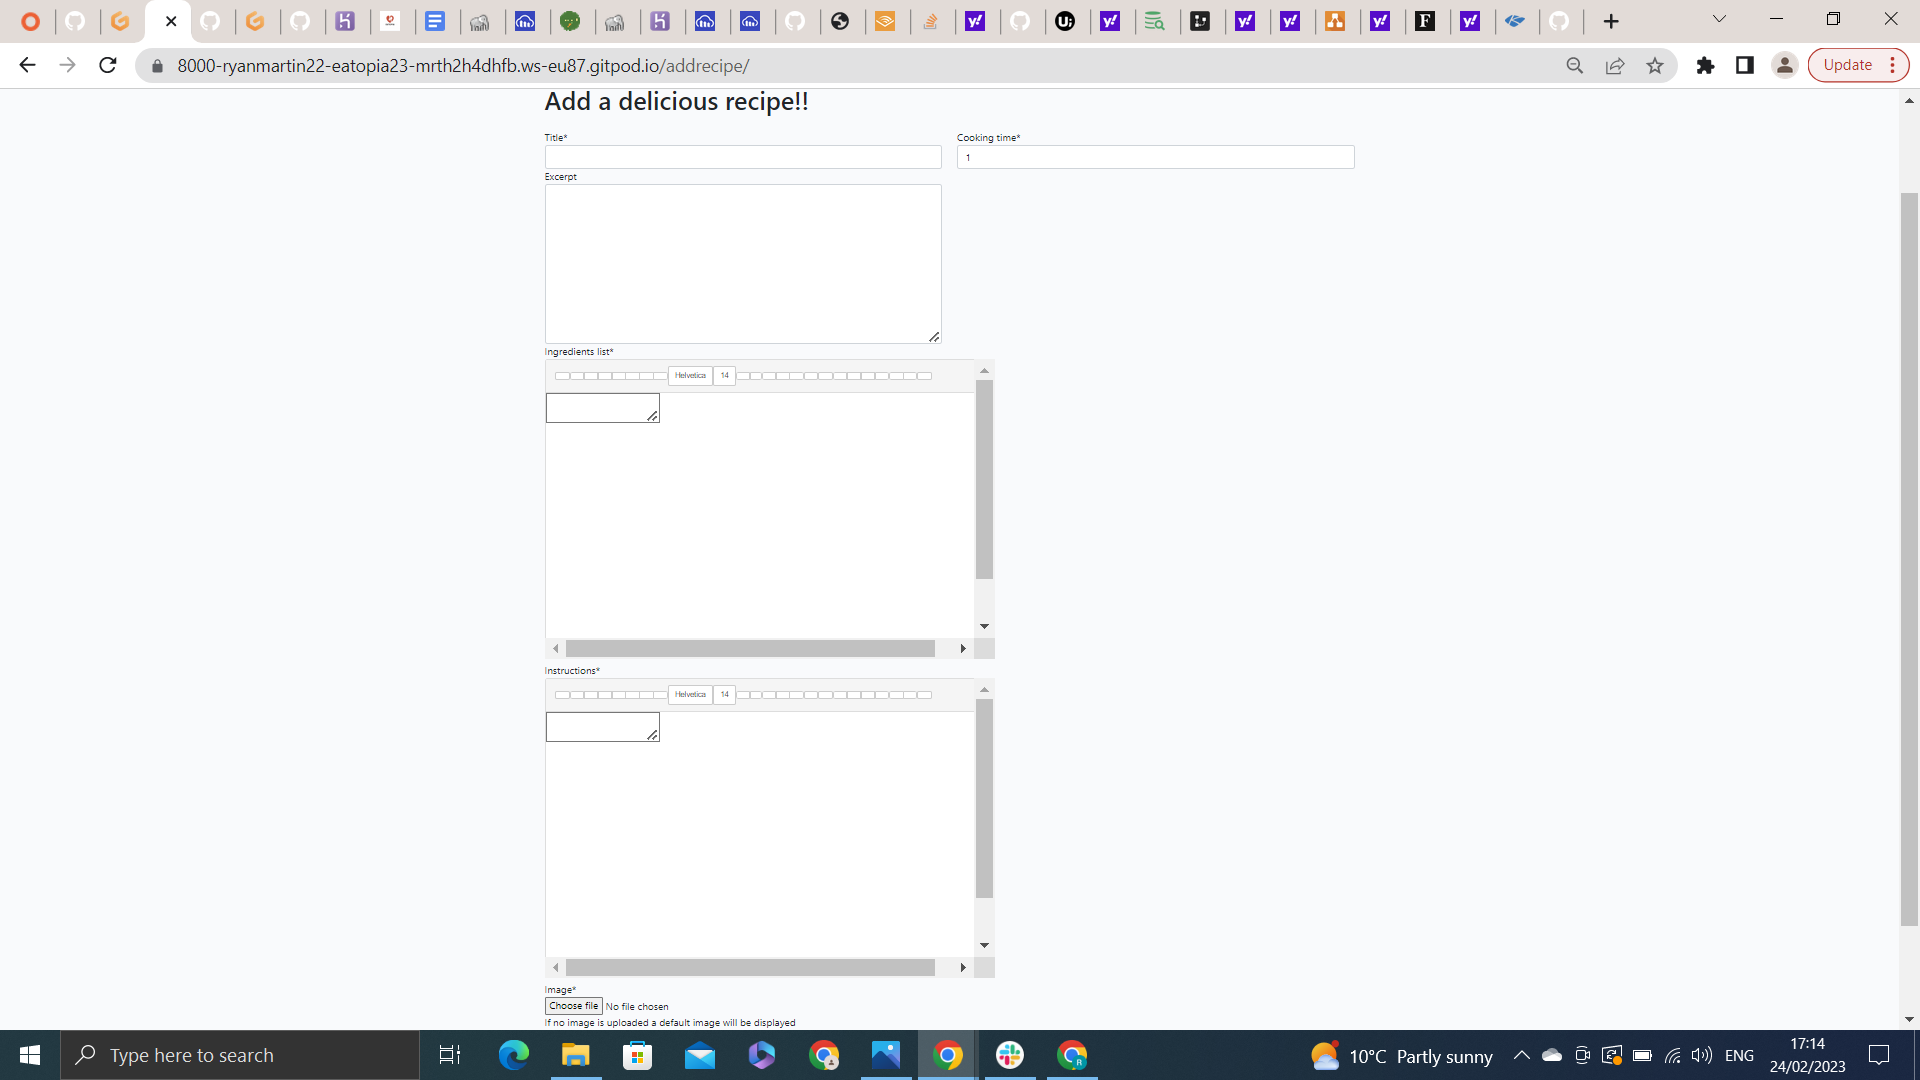 8000-ryanmartin22-eatopia23-mrth2h4dhfb.ws-eu87.gitpod.io/addrecipe/
Update
Add a delicious recipe!!
Title*
Cooking time*
1
Excerpt
Ingredients list*
Helvetica 14
Instructions*
Helvetica 14
Image*
Choose file No file chosen
If no image is uploaded a default image will be displayed
Type here to search
10°C Partly sunny
ENG
17:14
24/02/2023